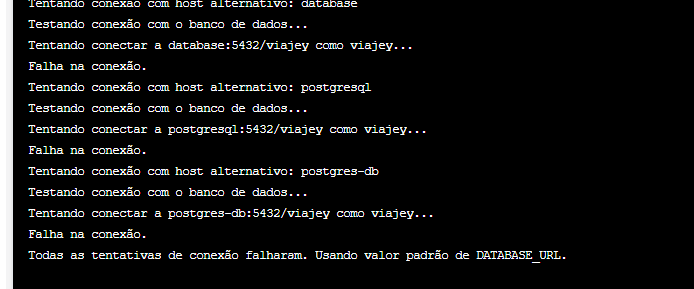 Tentando conexão com host alternativo: database
Testando conexão com o banco de dados...
Tentando conectar a database:5432/viajey como viajey...
Falha na conexão.
Tentando conexão com host alternativo: postgresql
Testando conexão com o banco de dados...
Tentando conectar a postgresql:5432/viajey como viajey...
Falha na conexão.
Tentando conexão com host alternativo: postgres-db
Testando conexão com o banco de dados...
Tentando conectar a postgres-db:5432/viajey como viajey...
Falha na conexão.
Todas as tentativas de conexão falharam. Usando valor padrão de DATABASE_URL.